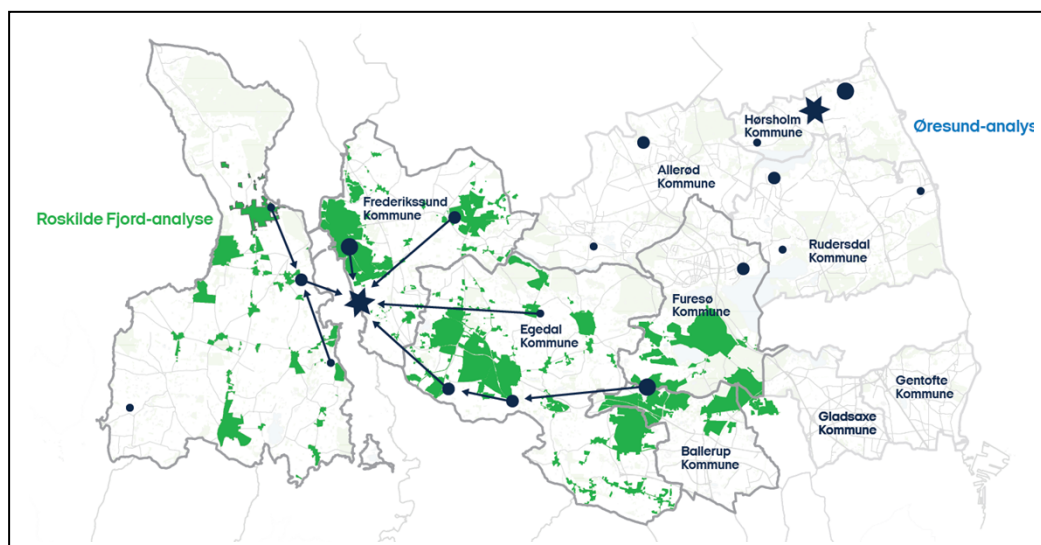 Hørsholm
Kommune
Øresund-analys
Allerød
Kommune
Frederikssund
Kommune
Roskilde Fjord-analyse
Rudersdal
Kommune
Furesø
Kommune
Egedal
Kommune
Gentofte
Kommune
Gladsaxe
Kommune
Ballerup
Kommune